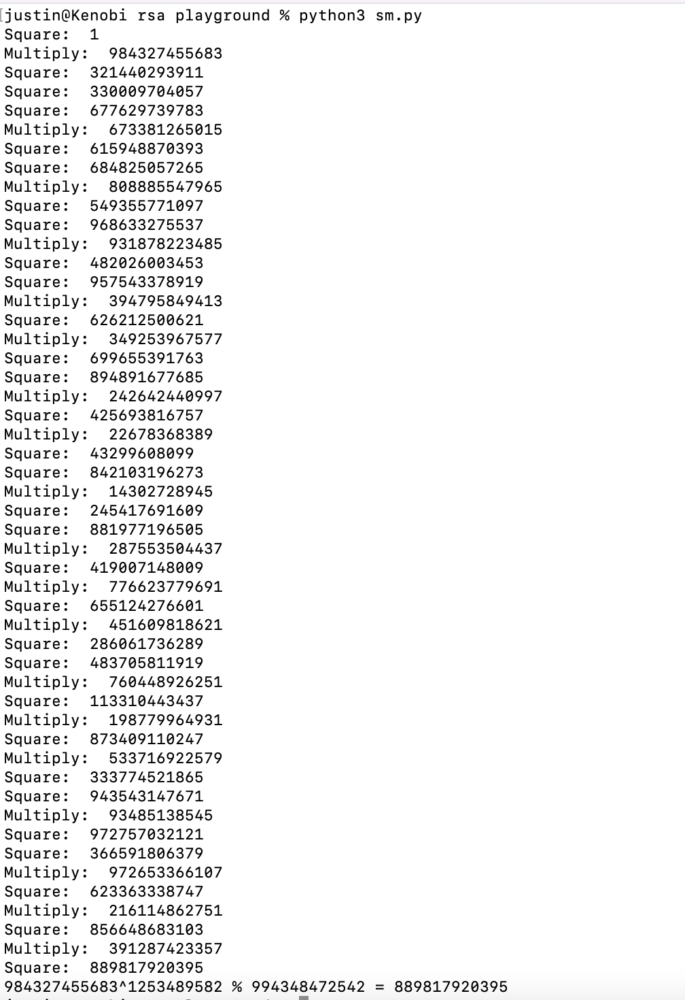 [justin@Kenobi rsa playground % python3 sm.py
Square:  1
Multiply:  984327455683
Square:  321440293911
Square:  330009704057
Square:  677629739783
Multiply:  673381265015
Square:  615948870393
Square:  684825057265
Multiply:  808885547965
Square:  549355771097
Square:  968633275537
Multiply:  931878223485
Square:  482026003453
Square:  957543378919
Multiply:  394795849413
Square:  626212500621
Multiply:  349253967577
Square:  699655391763
Square:  894891677685
Multiply:  242642440997
Square:  425693816757
Multiply:  22678368389
Square:  43299608099
Square:  842103196273
Multiply:  14302728945
Square:  245417691609
Square:  881977196505
Multiply:  287553504437
Square:  419007148009
Multiply:  776623779691
Square:  655124276601
Multiply:  451609818621
Square:  286061736289
Square:  483705811919
Multiply:  760448926251
Square:  113310443437
Multiply:  198779964931
Square:  873409110247
Multiply:  533716922579
Square:  333774521865
Square:  943543147671
Multiply:  93485138545
Square:  972757032121
Square:  366591806379
Multiply:  972653366107
Square:  623363338747
Multiply:  216114862751
Square:  856648683103
Multiply:  391287423357
Square:  889817920395
984327455683^1253489582 % 994348472542 = 889817920395